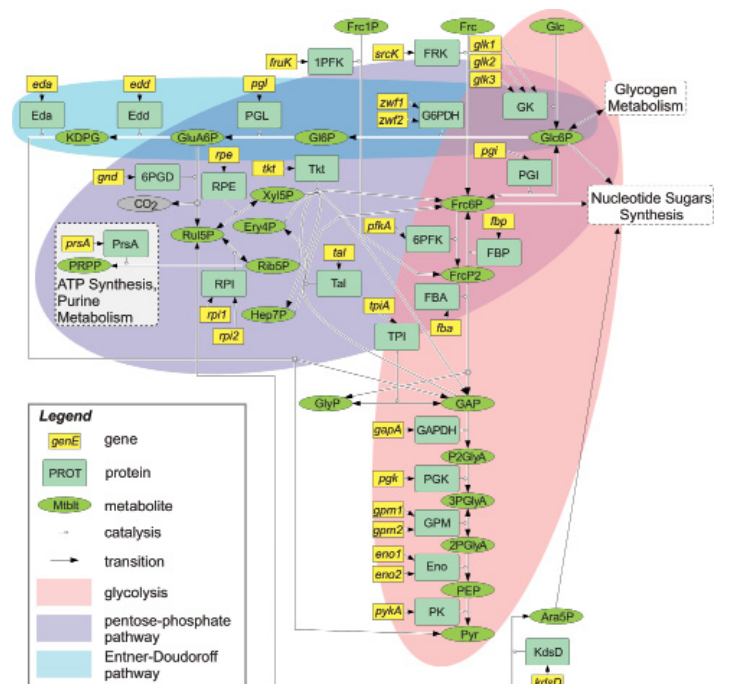 Frc1P
Frc
Glc
fruK
1PFK
srcK
FRK
glk1
glk2
glk3
GK
eda
edd
pgl
Eda
Edd
PGL
zwf1
zwf2
G6PDH
Glycogen
Metabolism
KDPG
GluA6P
Gl6P
Glc6P
pgi
PGI
gnd
6PGD
rpe
RPE
tkt
Tkt
CO2
Xyl5P
Frc6P
Nucleotide Sugars
Synthesis
Ery4P
Rul5P
pfkA
6PFK
fbp
FBP
prsA
PrsA
PRPP
ATP Synthesis,
Purine
Metabolism
Rib5P
RPI
rpi1
rpi2
tal
Tal
Hep7P
FrcP2
FBA
fba
tpiA
TPI
GlyP
GAP
gapA
GAPDH
P2GlyA
pgk
PGK
3PGlyA
gpm1
gpm2
GPM
2PGlyA
eno1
eno2
Eno
PEP
pykA
PK
Pyr
Ara5P
KdsD
kdsD
Legend
genE gene
PROT protein
Mtblt metabolite
catalysis
transition
glycolysis
pentose-phosphate
pathway
Entner-Doudoroff
pathway